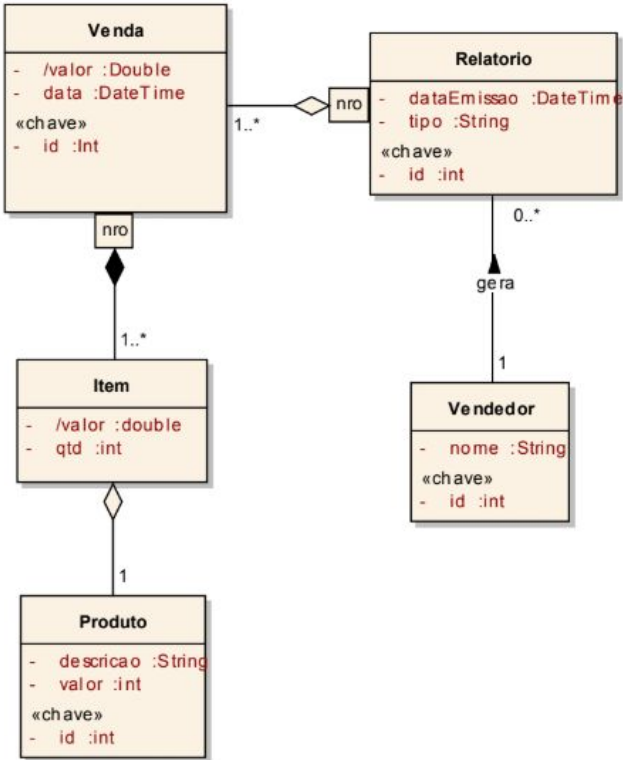 Venda
- /valor :Double
- data :DateTime
«chave»
- id :Int
nro
1..*
nro
Relatorio
- dataEmissao :DateTime
- tipo :String
«chave»
- id :int
0..*
gera
1
1..*
Item
- /valor :double
- qtd :int
1
Vendedor
- nome :String
«chave»
- id :int
Produto
- descricao :String
- valor :int
«chave»
- id :int